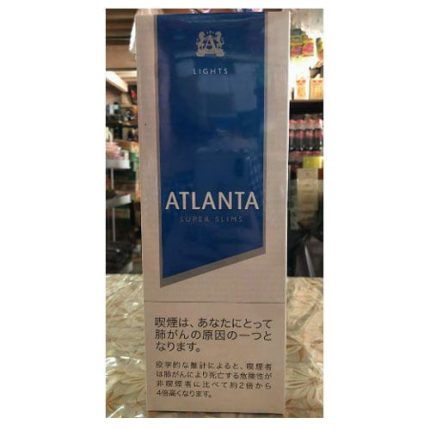 LIGHTS
ATLANTA
SUPER SLIMS
喫煙は、あなたにとって
肺がんの原因の一つと
なります。
疫学的な推計によると、喫煙者
は肺がんにより死亡する危険性が
非喫煙者に比べて約2倍から
4倍高くなります。